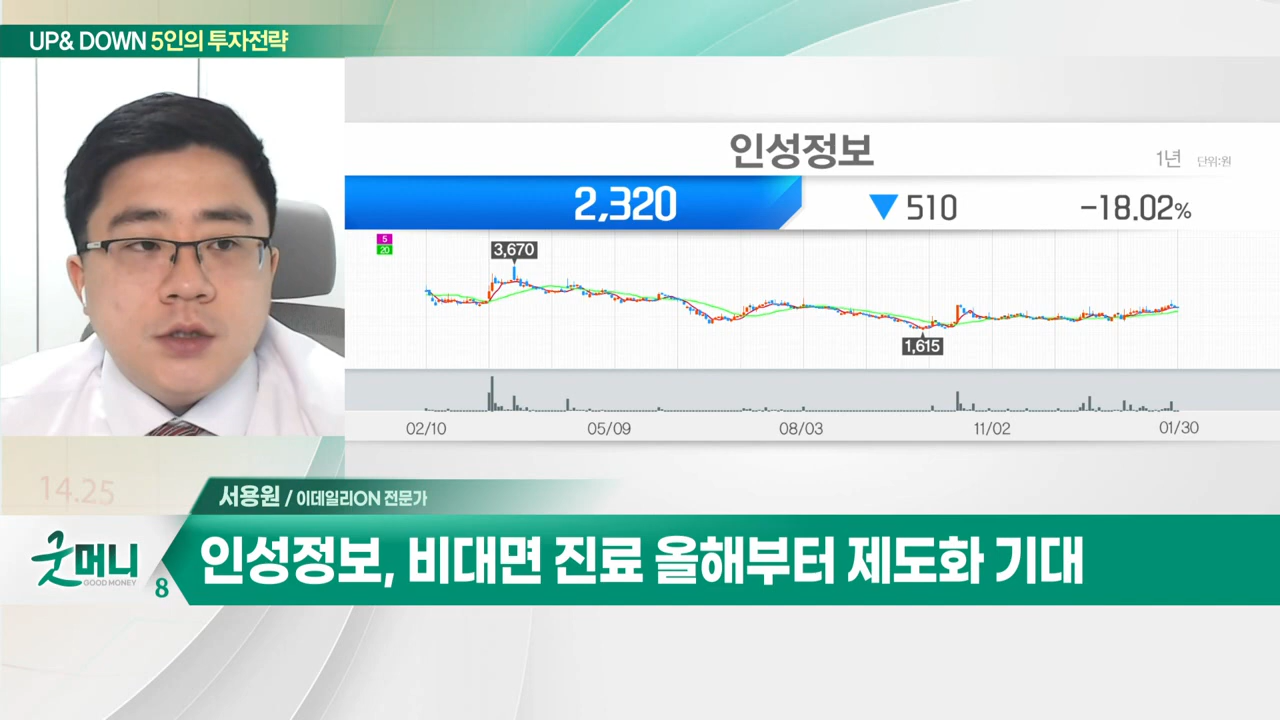 UP& DOWN 5인의 투자전략
인성정보
1년 단위:원
2,320 ▼ 510 -18.02%
5
20
3,670
1,615
02/10 05/09 08/03 11/02 01/30
14.25
서용원 / 이데일리ON 전문가
굿머니
GOOD MONEY
8
인성정보, 비대면 진료 올해부터 제도화 기대